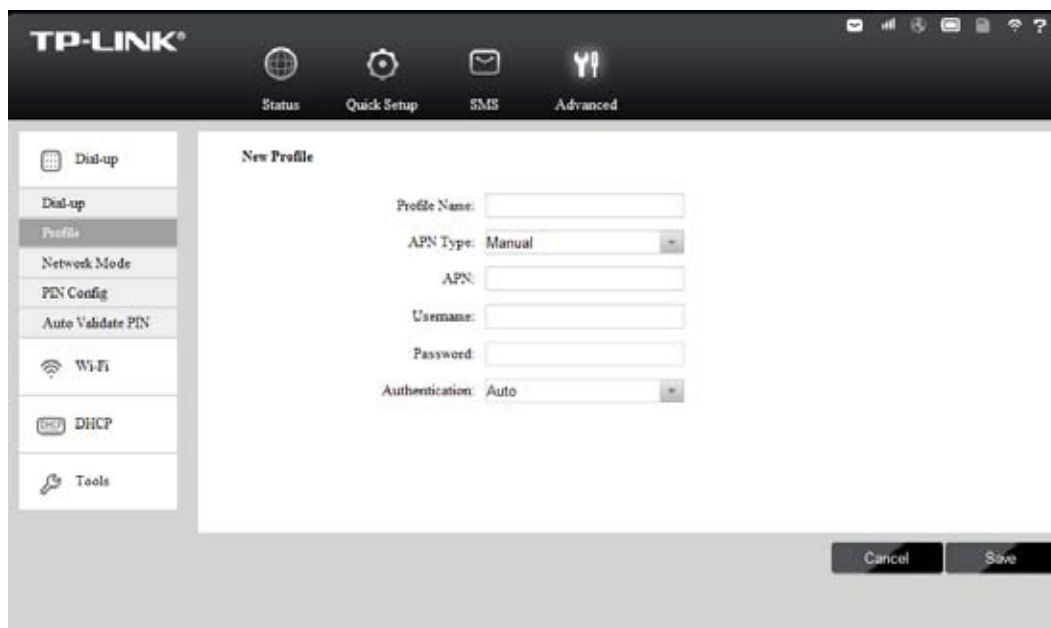 TP-LINK®
Status Quick Setup SMS Advanced
Dial-up
Dial-up
Profile
Network Mode
PIN Config
Auto Validate PIN
Wi-Fi
DHCP DHCP
Tools
New Profile
Profile Name:
APN Type: Manual
APN:
Username:
Password:
Authentication: Auto
Cancel Save
?